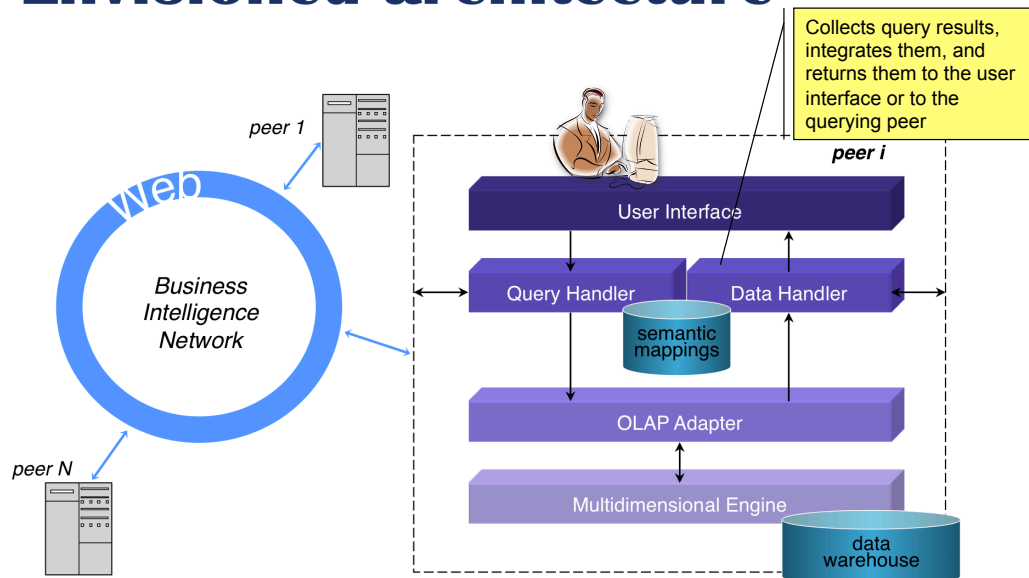 Envisioned architecture
Collects query results,
integrates them, and
returns them to the user
interface or to the
querying peer
peer 1
peer i
Web
User Interface
Business
Intelligence
Network
Query Handler
Data Handler
semantic
mappings
OLAP Adapter
peer N
Multidimensional Engine
data
warehouse